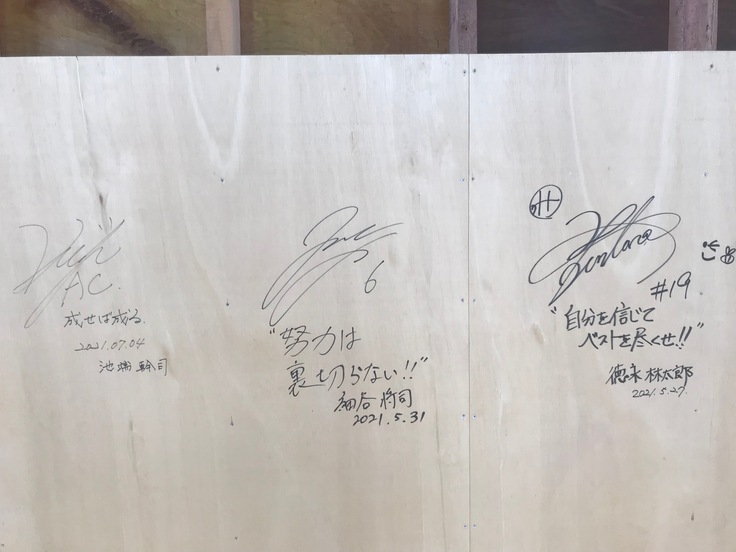 AC.
成せば成る.
2021.07.04
池端 幹司
6
"努力は
裏切らない!!"
細谷 将司
2021.5.31
H
#19
"自分を信じて
ベストを尽くせ!!"
徳永 林太郎
2021.5.27